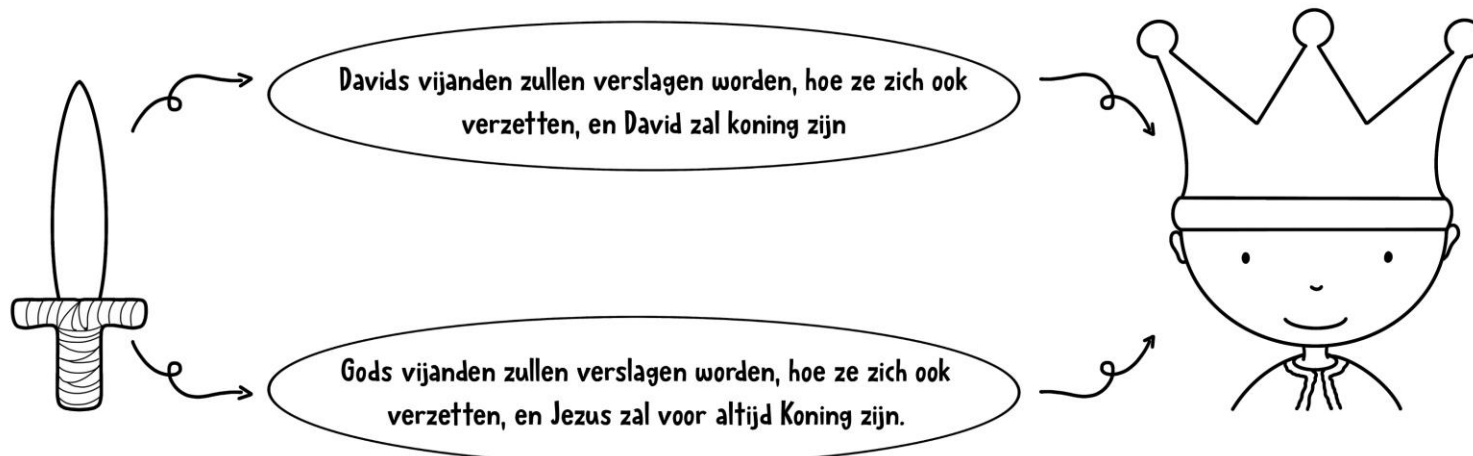 Davids vijanden zullen verslagen worden, hoe ze zich ook
verzetten, en David zal koning zijn
Gods vijanden zullen verslagen worden, hoe ze zich ook
verzetten, en Jezus zal voor altijd Koning zijn.